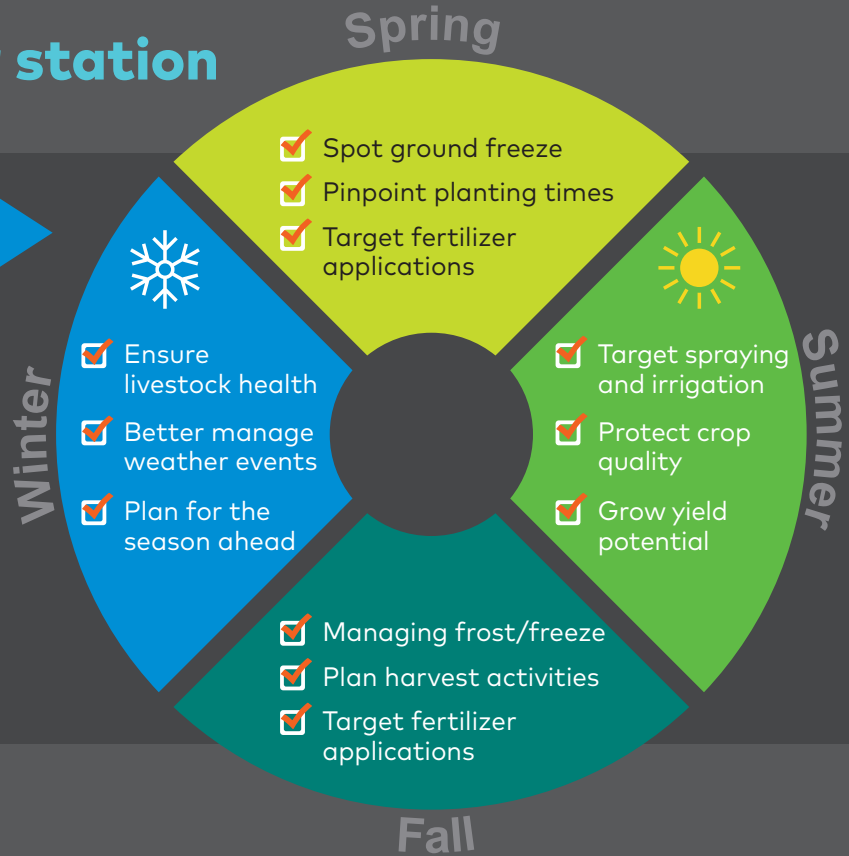 station
Spring
Spot ground freeze
Pinpoint planting times
Target fertilizer
applications
Summer
Target spraying
and irrigation
Protect crop
quality
Grow yield
potential
Fall
Managing frost/freeze
Plan harvest activities
Target fertilizer
applications
Winter
Ensure
livestock health
Better manage
weather events
Plan for the
season ahead